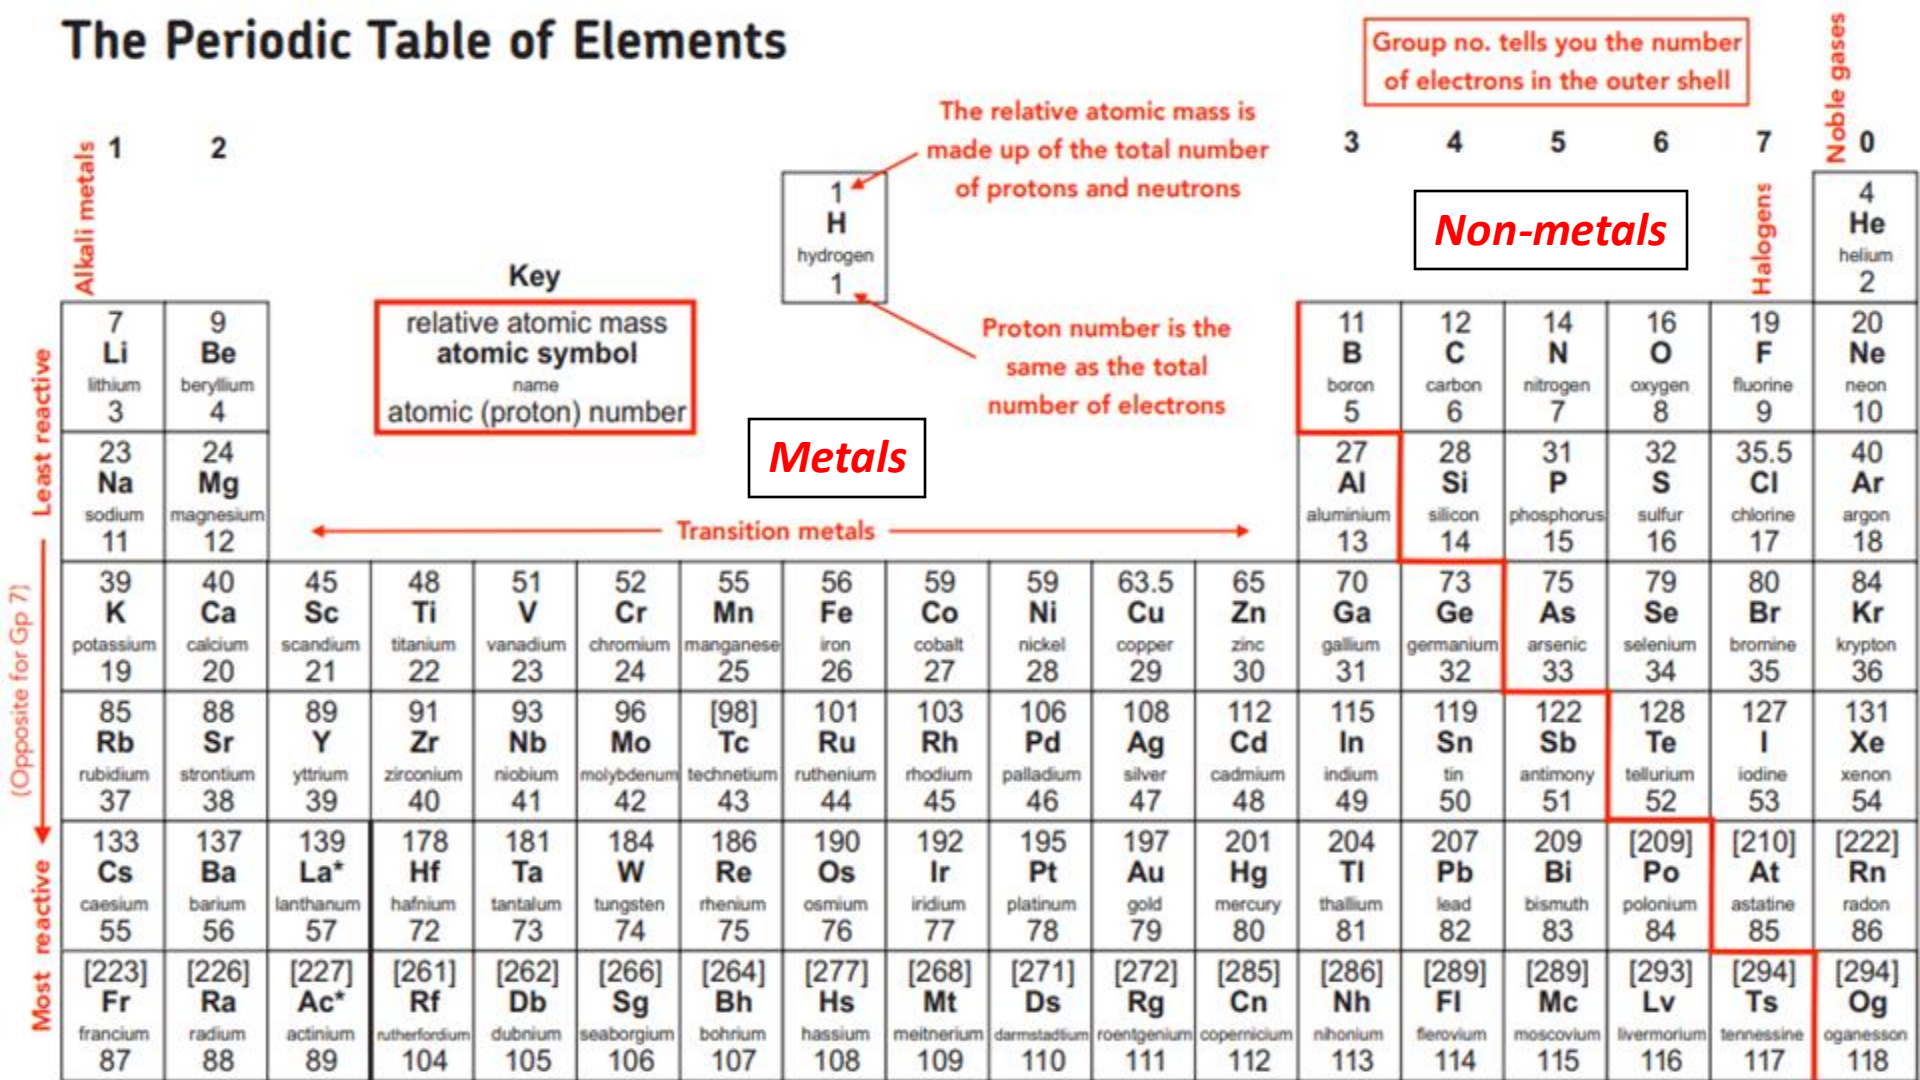 The Periodic Table of Elements
Group no. tells you the number
of electrons in the outer shell
Noble gases
The relative atomic mass is
made up of the total number
of protons and neutrons
Alkali metals
1 2 3 4 5 6 7 0
Non-metals
Halogens
1
H
hydrogen
1
4
He
helium
2
Key
relative atomic mass
atomic symbol
name
atomic (proton) number
Proton number is the
same as the total
number of electrons
Metals
Transition metals
Least reactive
(Opposite for Gp 7)
Most reactive
7 9 11 12 14 16 19 20
Li Be B C N O F Ne
lithium beryllium boron carbon nitrogen oxygen fluorine neon
3 4 5 6 7 8 9 10
23 24 27 28 31 32 35.5 40
Na Mg Al Si P S Cl Ar
sodium magnesium aluminium silicon phosphorus sulfur chlorine argon
11 12 13 14 15 16 17 18
39 40 45 48 51 52 55 56 59 59 63.5 65 70 73 75 79 80 84
K Ca Sc Ti V Cr Mn Fe Co Ni Cu Zn Ga Ge As Se Br Kr
potassium calcium scandium titanium vanadium chromium manganese iron cobalt nickel copper zinc gallium germanium arsenic selenium bromine krypton
19 20 21 22 23 24 25 26 27 28 29 30 31 32 33 34 35 36
85 88 89 91 93 96 [98] 101 103 106 108 112 115 119 122 128 127 131
Rb Sr Y Zr Nb Mo Tc Ru Rh Pd Ag Cd In Sn Sb Te I Xe
rubidium strontium yttrium zirconium niobium molybdenum technetium ruthenium rhodium palladium silver cadmium indium tin antimony tellurium iodine xenon
37 38 39 40 41 42 43 44 45 46 47 48 49 50 51 52 53 54
133 137 139 178 181 184 186 190 192 195 197 201 204 207 209 [209] [210] [222]
Cs Ba La* Hf Ta W Re Os Ir Pt Au Hg Tl Pb Bi Po At Rn
caesium barium lanthanum hafnium tantalum tungsten rhenium osmium iridium platinum gold mercury thallium lead bismuth polonium astatine radon
55 56 57 72 73 74 75 76 77 78 79 80 81 82 83 84 85 86
[223] [226] [227] [261] [262] [266] [264] [277] [268] [271] [272] [285] [286] [289] [289] [293] [294] [294]
Fr Ra Ac* Rf Db Sg Bh Hs Mt Ds Rg Cn Nh Fl Mc Lv Ts Og
francium radium actinium rutherfordium dubnium seaborgium bohrium hassium meitnerium darmstadtium roentgenium copernicium nihonium flerovium moscovium livermorium tennessine oganesson
87 88 89 104 105 106 107 108 109 110 111 112 113 114 115 116 117 118